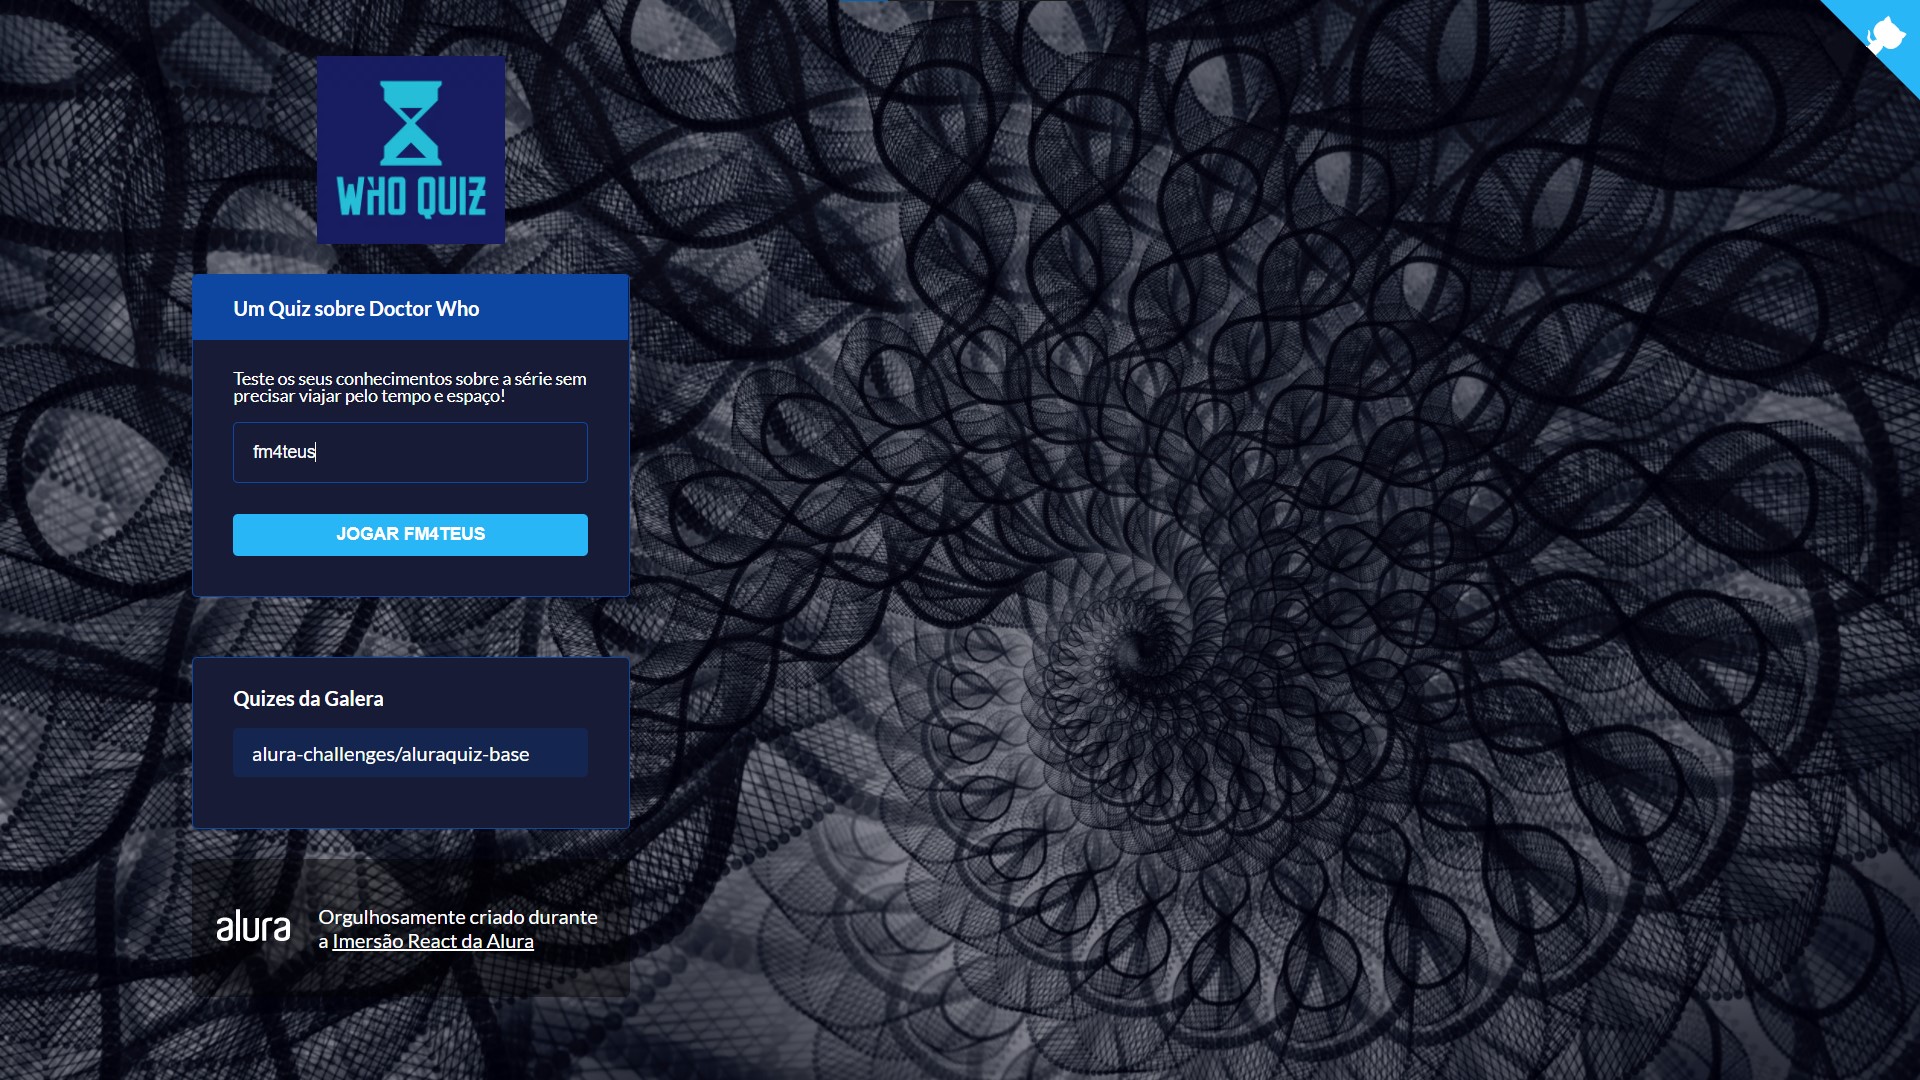 WHO QUIZ
Um Quiz sobre Doctor Who
Teste os seus conhecimentos sobre a série sem
precisar viajar pelo tempo e espaço!
fm4teus
JOGAR FM4TEUS
Quizes da Galera
alura-challenges/aluraquiz-base
alura
Orgulhosamente criado durante
a Imersão React da Alura